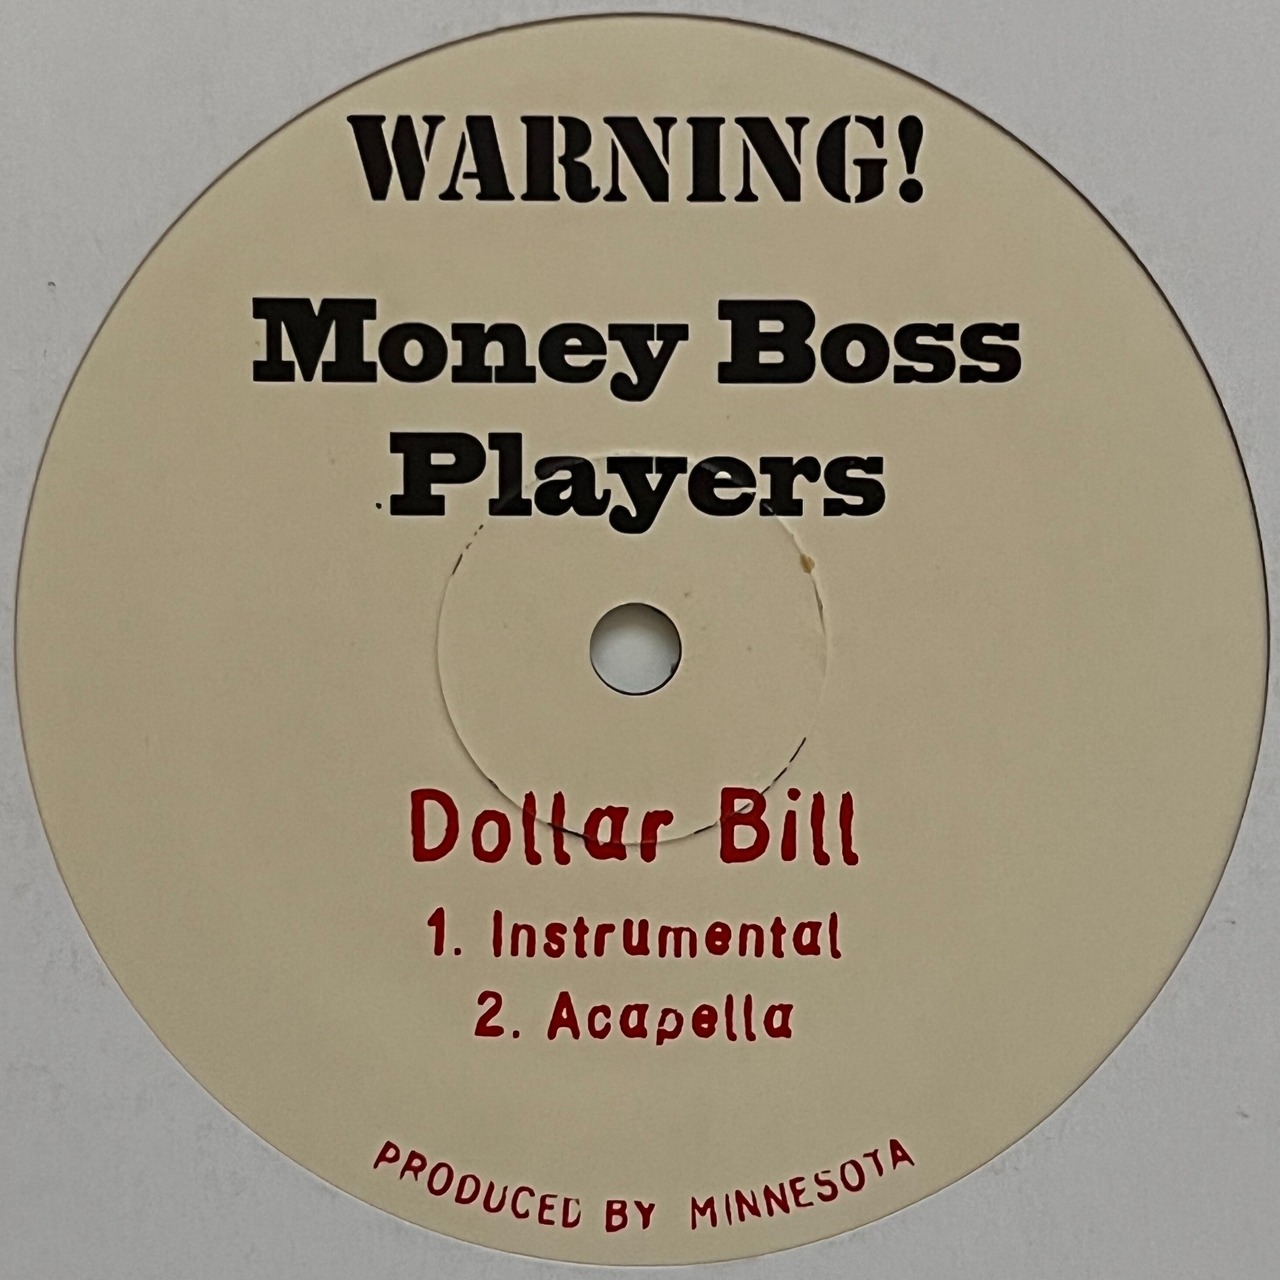 WARNING!
Money Boss
Players
Dollar Bill
1. Instrumental
2. Acapella
PRODUCED BY MINNESOTA